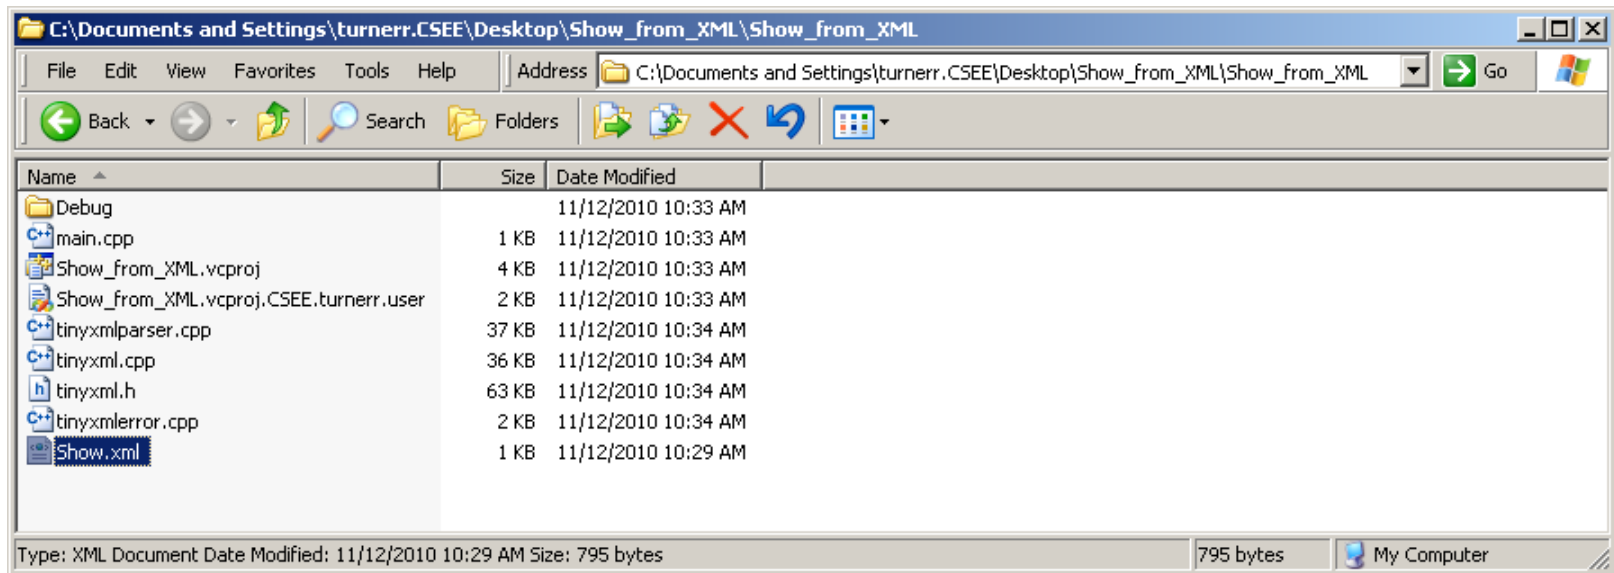 C:\Documents and Settings\turnerr.CSEE\Desktop\Show_from_XML\Show_from_XML
File Edit View Favorites Tools Help Address C:\Documents and Settings\turnerr.CSEE\Desktop\Show_from_XML\Show_from_XML Go
Back Search Folders
Name Size Date Modified
Debug 11/12/2010 10:33 AM
main.cpp 1 KB 11/12/2010 10:33 AM
Show_from_XML.vcproj 4 KB 11/12/2010 10:33 AM
Show_from_XML.vcproj.CSEE.turnerr.user 2 KB 11/12/2010 10:33 AM
tinyxmlparser.cpp 37 KB 11/12/2010 10:34 AM
tinyxml.cpp 36 KB 11/12/2010 10:34 AM
tinyxml.h 63 KB 11/12/2010 10:34 AM
tinyxmlerror.cpp 2 KB 11/12/2010 10:34 AM
Show.xml 1 KB 11/12/2010 10:29 AM
Type: XML Document Date Modified: 11/12/2010 10:29 AM Size: 795 bytes 795 bytes My Computer